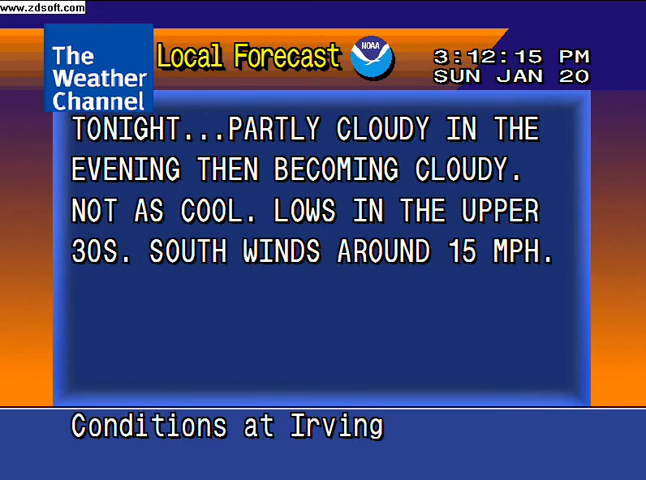 www.zdsoft.com
The
Weather
Channel
Local Forecast
NOAA
3:12:15 PM
SUN JAN 20
TONIGHT...PARTLY CLOUDY IN THE
EVENING THEN BECOMING CLOUDY.
NOT AS COOL. LOWS IN THE UPPER
30S. SOUTH WINDS AROUND 15 MPH.
Conditions at Irving